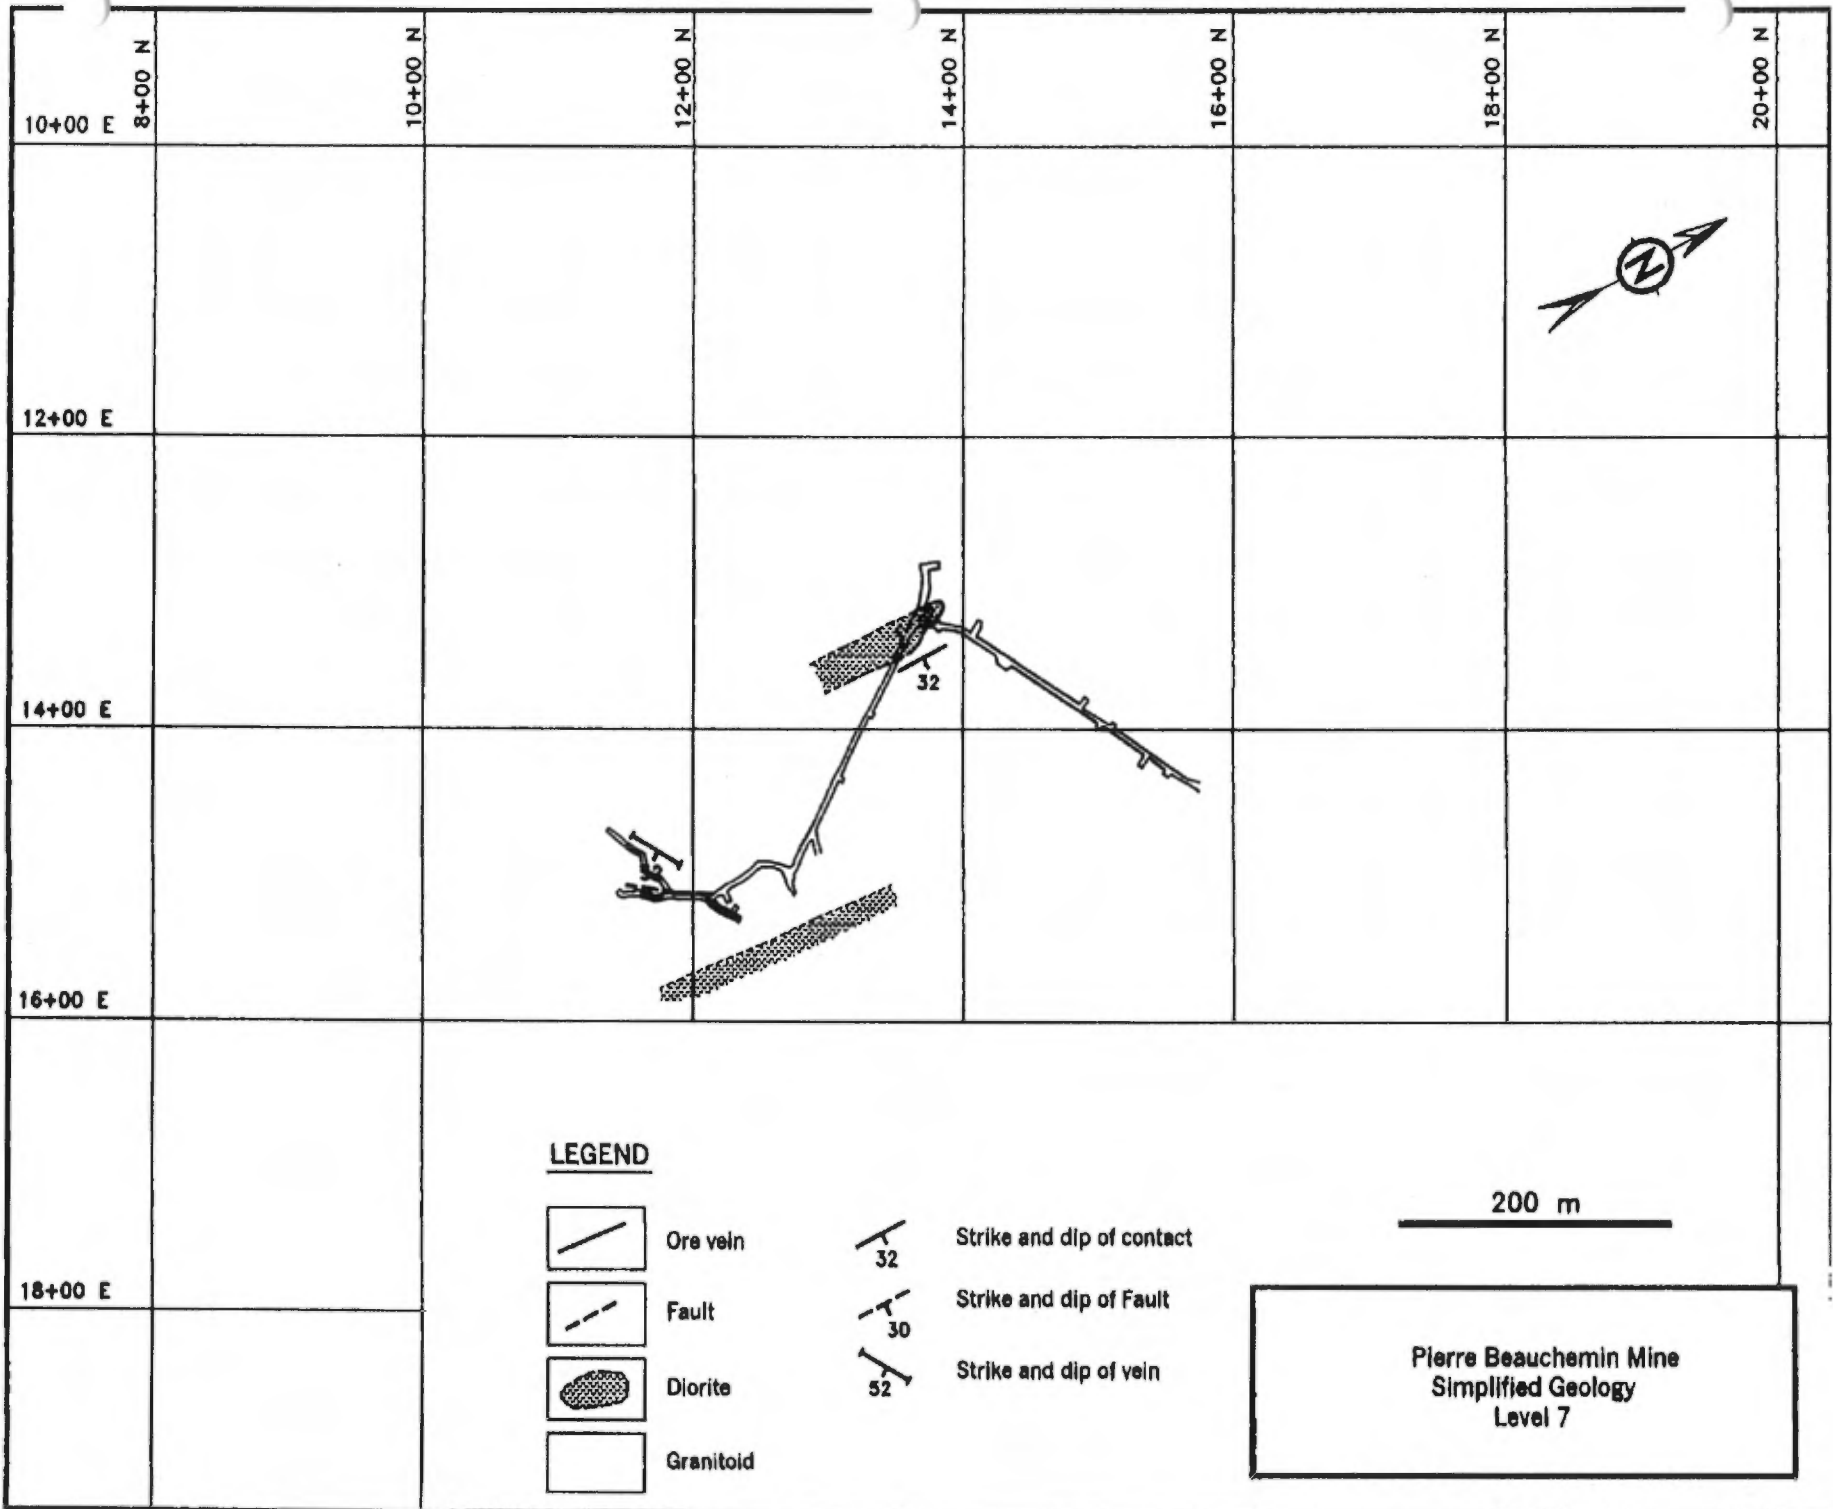 8+00 N
10+00 N
12+00 N
14+00 N
16+00 N
18+00 N
20+00 N
10+00 E
12+00 E
N
32
14+00 E
16+00 E
18+00 E
LEGEND
Ore vein
Fault
Diorite
Granitoid
32
Strike and dip of contact
30
Strike and dip of Fault
52
Strike and dip of vein
200 m
Pierre Beauchemin Mine
Simplified Geology
Level 7